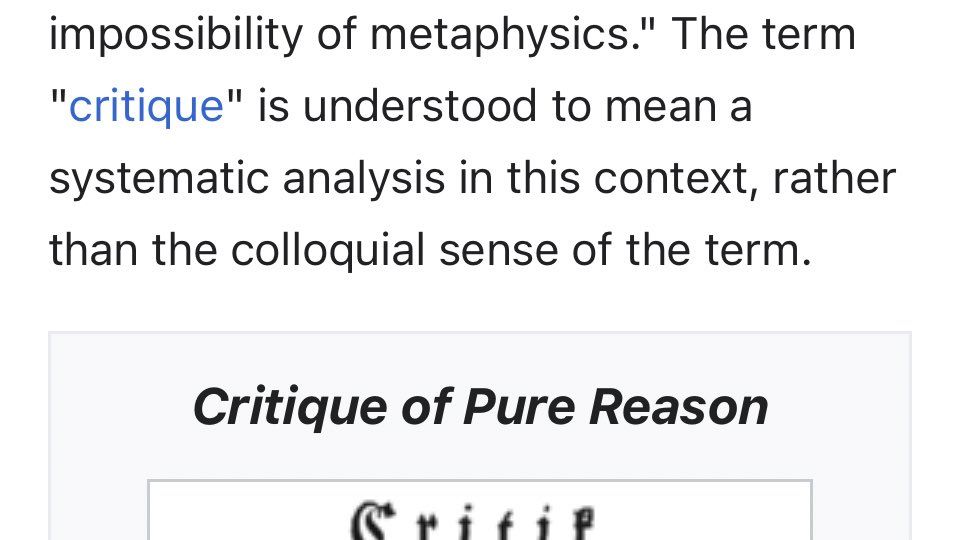 impossibility of metaphysics." The term
"critique" is understood to mean a
systematic analysis in this context, rather
than the colloquial sense of the term.
Critique of Pure Reason
Critik